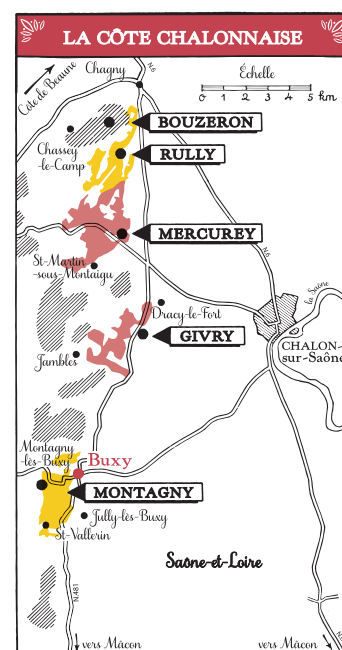 LA CÔTE CHALONNAISE
Côte de Beaune
Chagny
N6
Échelle
0 1 2 3 4 5 km
BOUZERON
Chassey
-le-Camp
RULLY
MERCUREY
N6
St-Martin
-sous-Montaigu
la Saône
Dracy-le-Fort
GIVRY
CHALON-
sur-Saône
Jambles
Montagny
-lès-Buxy
Buxy
MONTAGNY
Jully-lès-Buxy
St-Vallerin
Saône-et-Loire
N.481
vers Mâcon
vers Mâcon